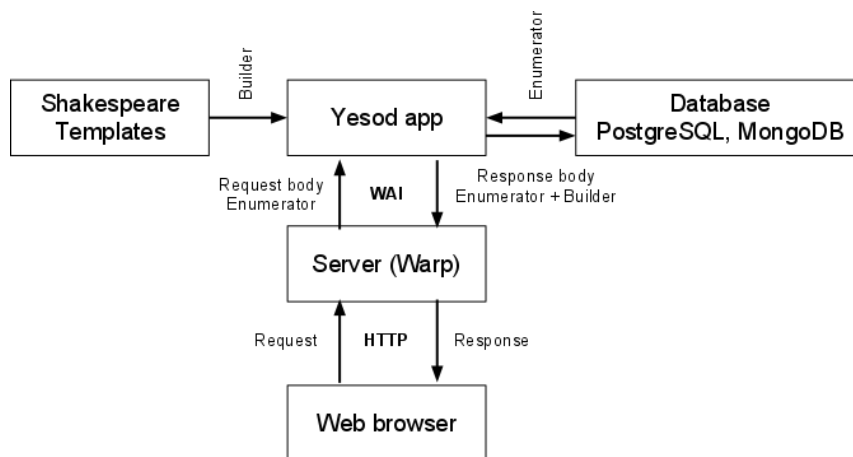 Builder
Enumerator
Shakespeare
Templates
Yesod app
Database
PostgreSQL, MongoDB
Request body
Enumerator
WAI
Response body
Enumerator + Builder
Server (Warp)
Request
HTTP
Response
Web browser